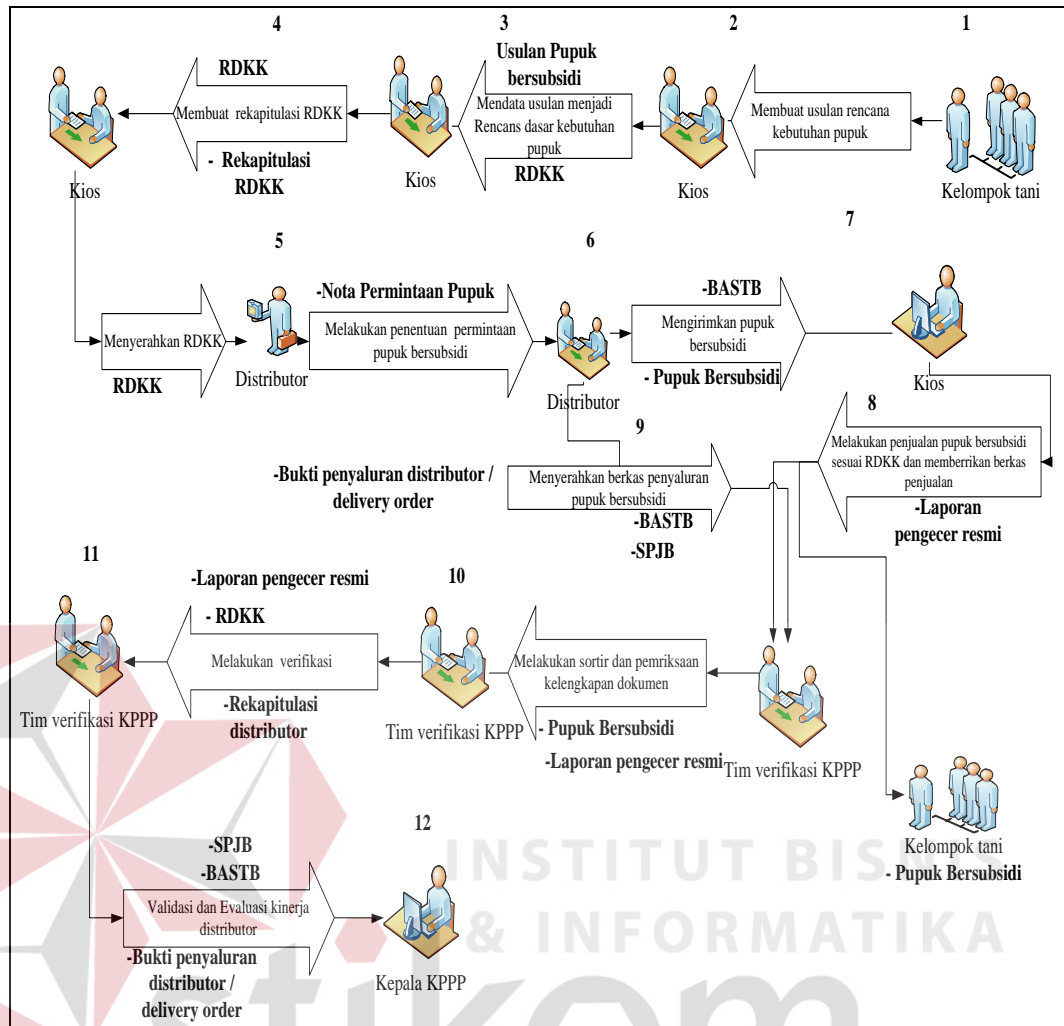 4
3
2
1
RDKK
Membuat rekapitulasi RDKK
- Rekapitulasi
RDKK
Kios
Usulan Pupuk
bersubsidi
Mendata usulan menjadi
Rencans dasar kebutuhan
pupuk
RDKK
Kios
Membuat usulan rencana
kebutuhan pupuk
Kios
Kelompok tani
5
6
7
Menyerahkan RDKK
RDKK
Distributor
-Nota Permintaan Pupuk
Melakukan penentuan permintaan
pupuk bersubsidi
Distributor
-BASTB
Mengirimkan pupuk
bersubsidi
- Pupuk Bersubsidi
Kios
8
Melakukan penjualan pupuk bersubsidi
sesuai RDKK dan memberrikan berkas
penjualan
-Laporan
pengecer resmi
9
-Bukti penyaluran distributor /
delivery order
Menyerahkan berkas penyaluran
pupuk bersubsidi
-BASTB
-SPJB
11
10
-Laporan pengecer resmi
- RDKK
Melakukan verifikasi
-Rekapitulasi
distributor
Tim verifikasi KPPP
Tim verifikasi KPPP
Melakukan sortir dan pemriksaan
kelengkapan dokumen
- Pupuk Bersubsidi
-Laporan pengecer resmi
Tim verifikasi KPPP
Kelompok tani
- Pupuk Bersubsidi
12
-SPJB
-BASTB
Validasi dan Evaluasi kinerja
distributor
-Bukti penyaluran
distributor /
delivery order
Kepala KPPP
INSTITUT BISNIS
& INFORMATIKA
stikom